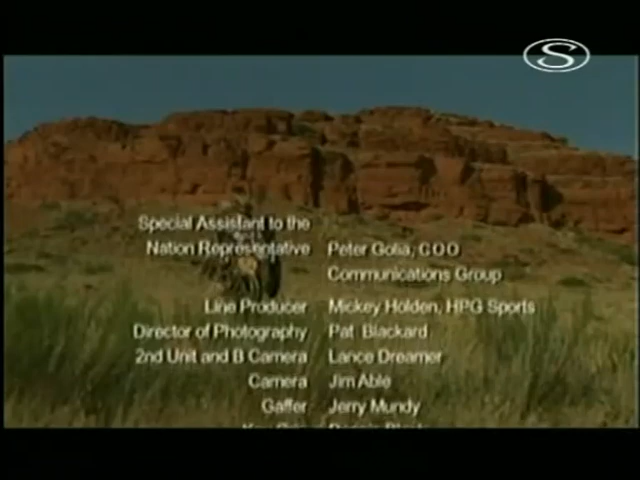 S
Special Assistant to the
Nation Representative Peter Golia, COO
Communications Group
Line Producer Mickey Holden, HPG Sports
Director of Photography Pat Blackard
2nd Unit and B Camera Lance Dreamer
Camera Jim Able
Gaffer Jerry Mundy